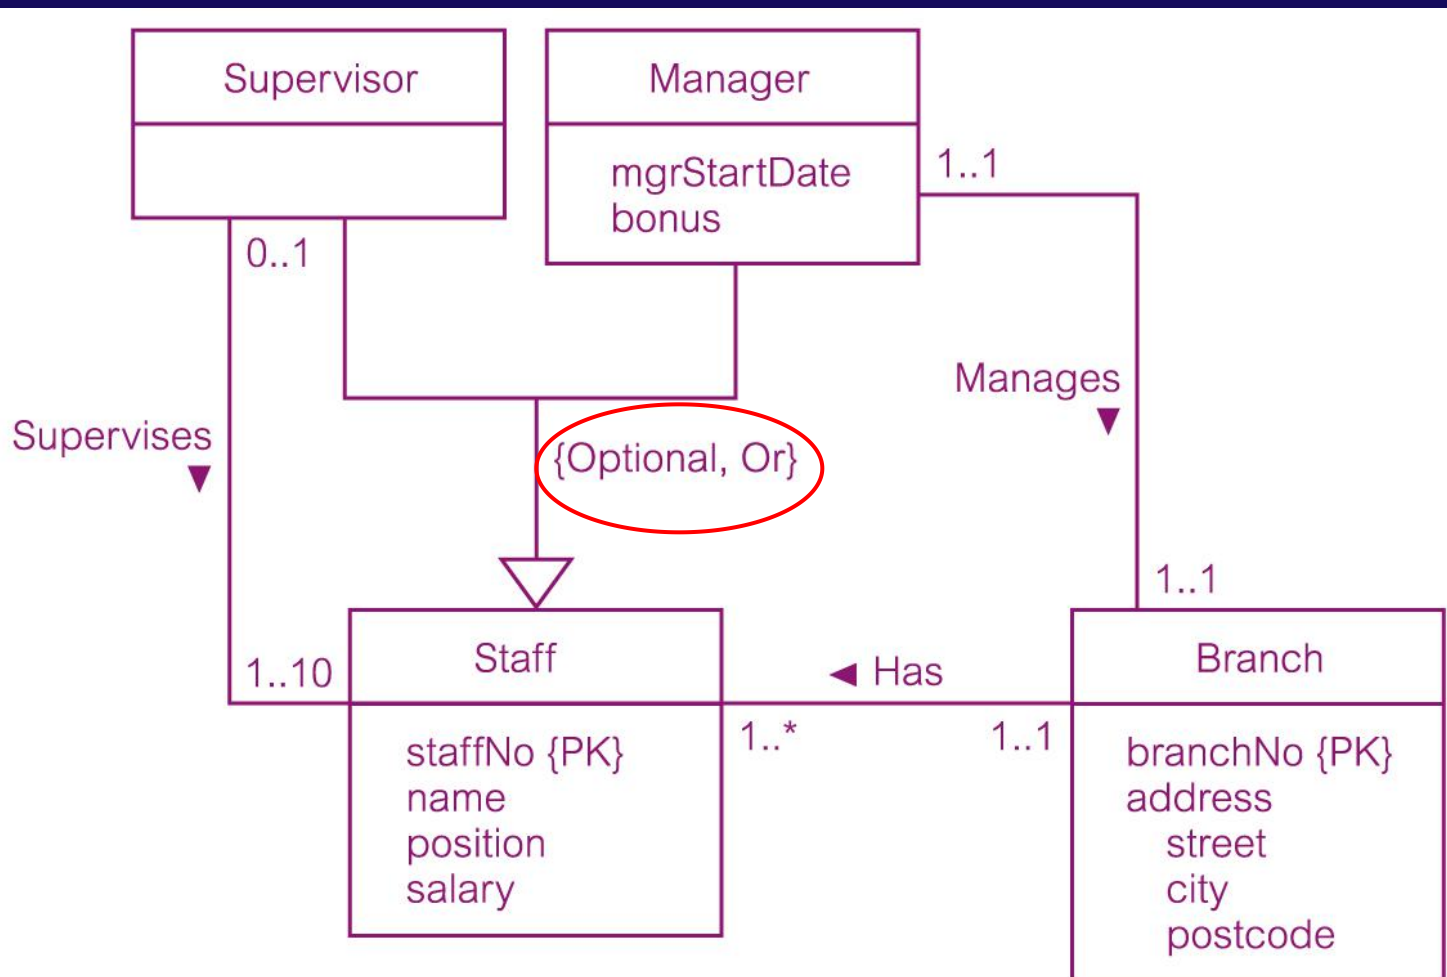 Supervisor
Manager
mgrStartDate
bonus
1..1
0..1
Manages
▼
Supervises
▼
{Optional, Or}
1..1
Staff
1..10
◄ Has
Branch
1..*
1..1
staffNo {PK}
name
position
salary
branchNo {PK}
address
street
city
postcode